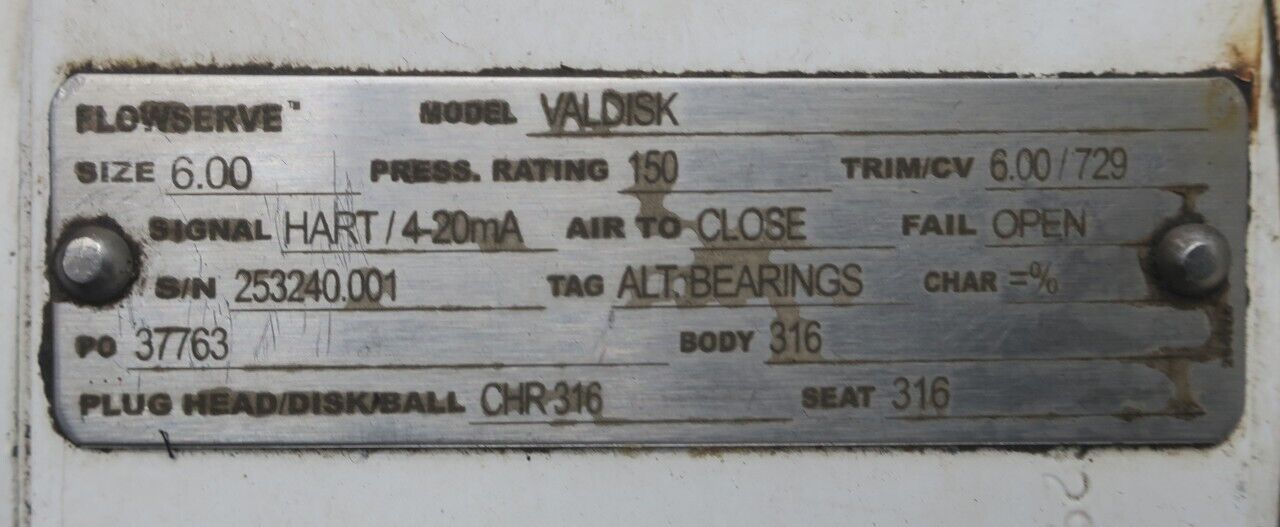 FLOWSERVE™ MODEL VALDISK
SIZE 6.00 PRESS. RATING 150 TRIM/CV 6.00 / 729
SIGNAL HART / 4-20mA AIR TO CLOSE FAIL OPEN
S/N 253240.001 TAG ALT. BEARINGS CHAR =%
PO 37763 BODY 316
PLUG HEAD/DISK/BALL CHR 316 SEAT 316